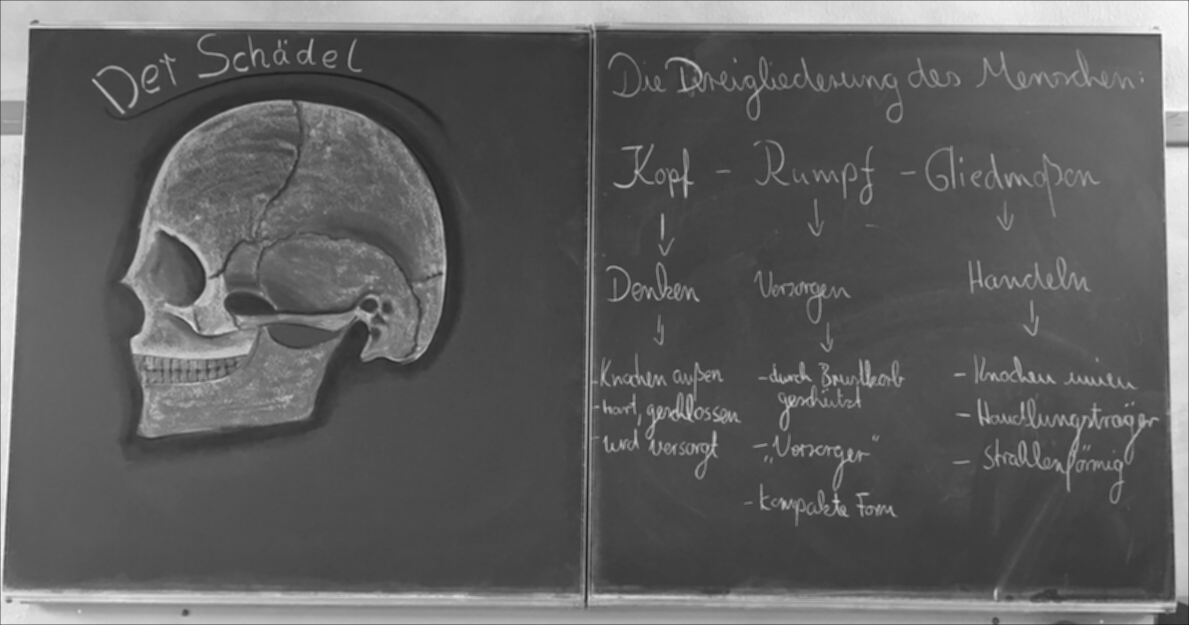 Der Schädel
Die Dreigliederung des Menschen:
Kopf - Rumpf - Gliedmaßen
↓ ↓ ↓
Denken Versorgen Handeln
↓ ↓ ↓
- Knochen außen
- hart, geschlossen
- wird versorgt
- durch Brustkorb
geschützt
- „Versorger“
- kompakte Form
- Knochen innen
- Handlungsträger
- strahlenförmig